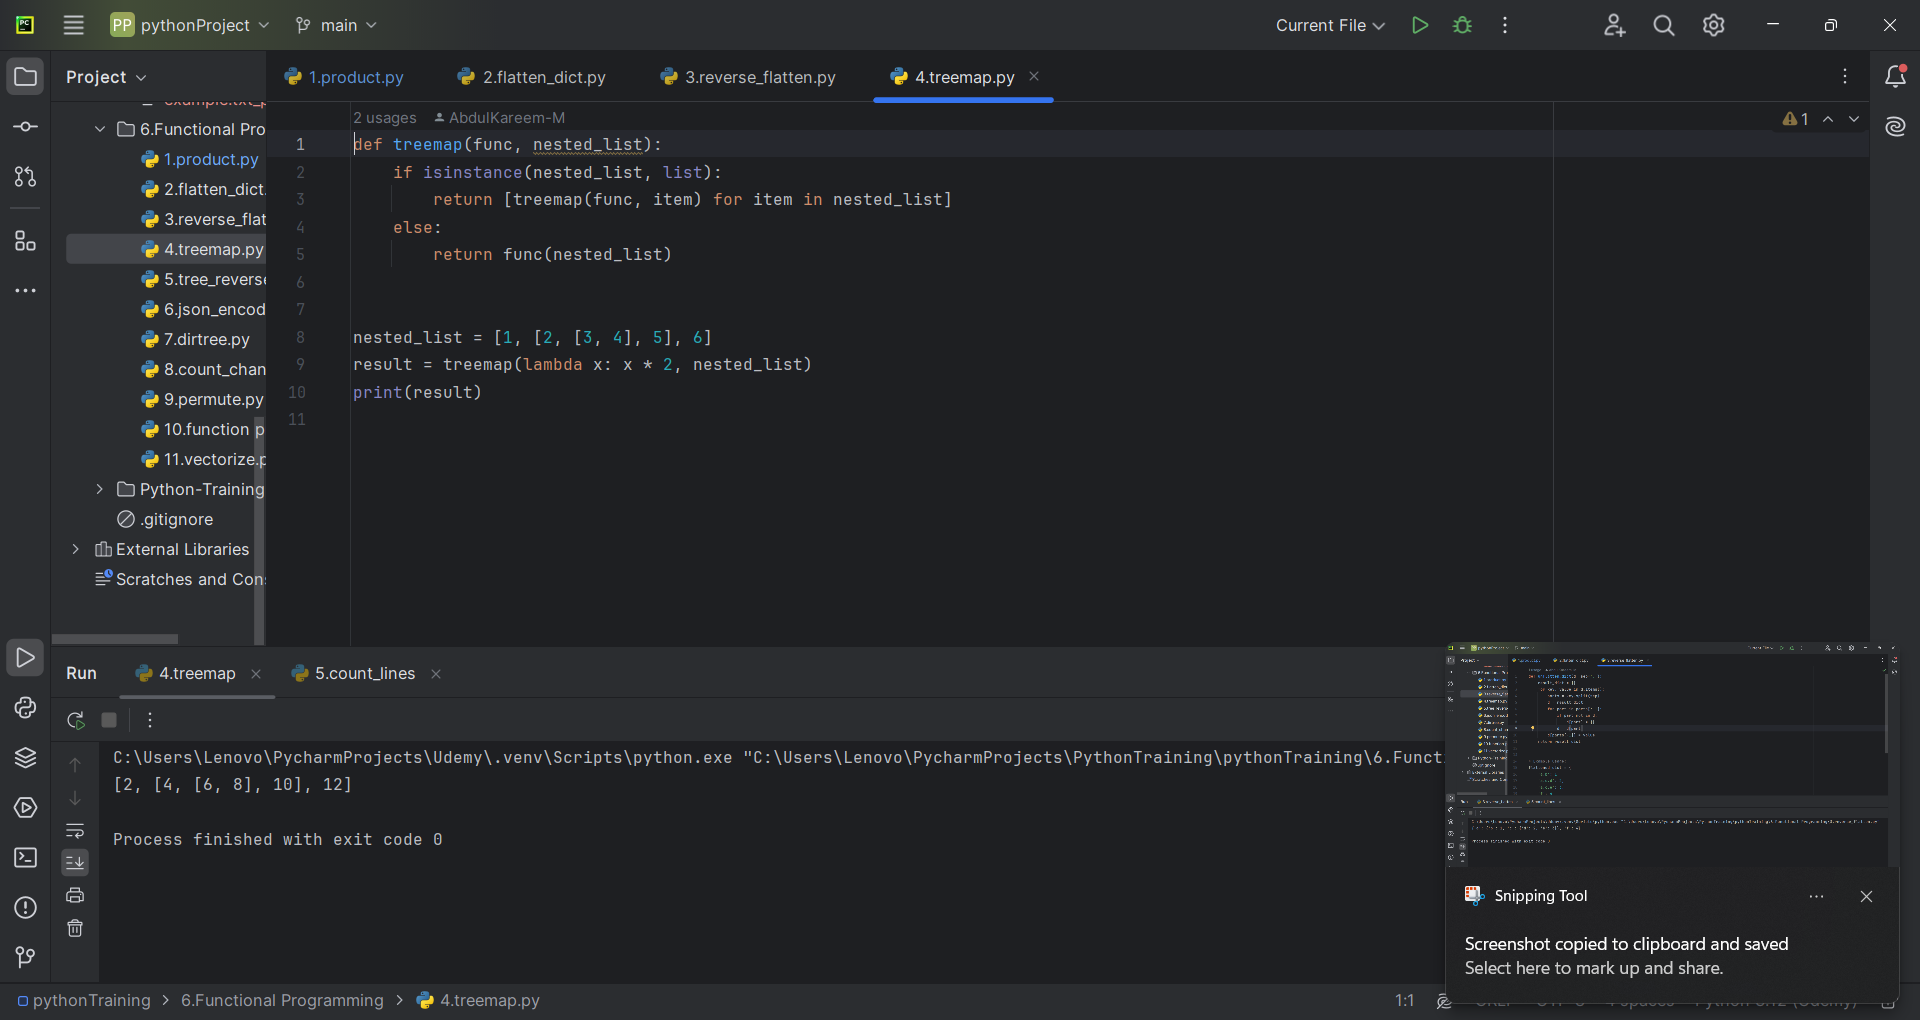 PC
PP pythonProject
main
Current File
Project
1.product.py
2.flatten_dict.py
3.reverse_flatten.py
4.treemap.py
6.Functional Pro
1.product.py
2.flatten_dict.
3.reverse_flat
4.treemap.py
5.tree_reverse
6.json_encod
7.dirtree.py
8.count_chan
9.permute.py
10.function p
11.vectorize.p
Python-Training
.gitignore
External Libraries
Scratches and Con
2 usages AbdulKareem-M
1
1 def treemap(func, nested_list):
2 if isinstance(nested_list, list):
3 return [treemap(func, item) for item in nested_list]
4 else:
5 return func(nested_list)
6
7
8 nested_list = [1, [2, [3, 4], 5], 6]
9 result = treemap(lambda x: x * 2, nested_list)
10 print(result)
11
Run
4.treemap
5.count_lines
C:\Users\Lenovo\PycharmProjects\Udemy\.venv\Scripts\python.exe "C:\Users\Lenovo\PycharmProjects\PythonTraining\pythonTraining\6.Funct
[2, [4, [6, 8], 10], 12]
Process finished with exit code 0
Snipping Tool
Screenshot copied to clipboard and saved
Select here to mark up and share.
pythonTraining > 6.Functional Programming > 4.treemap.py
1:1